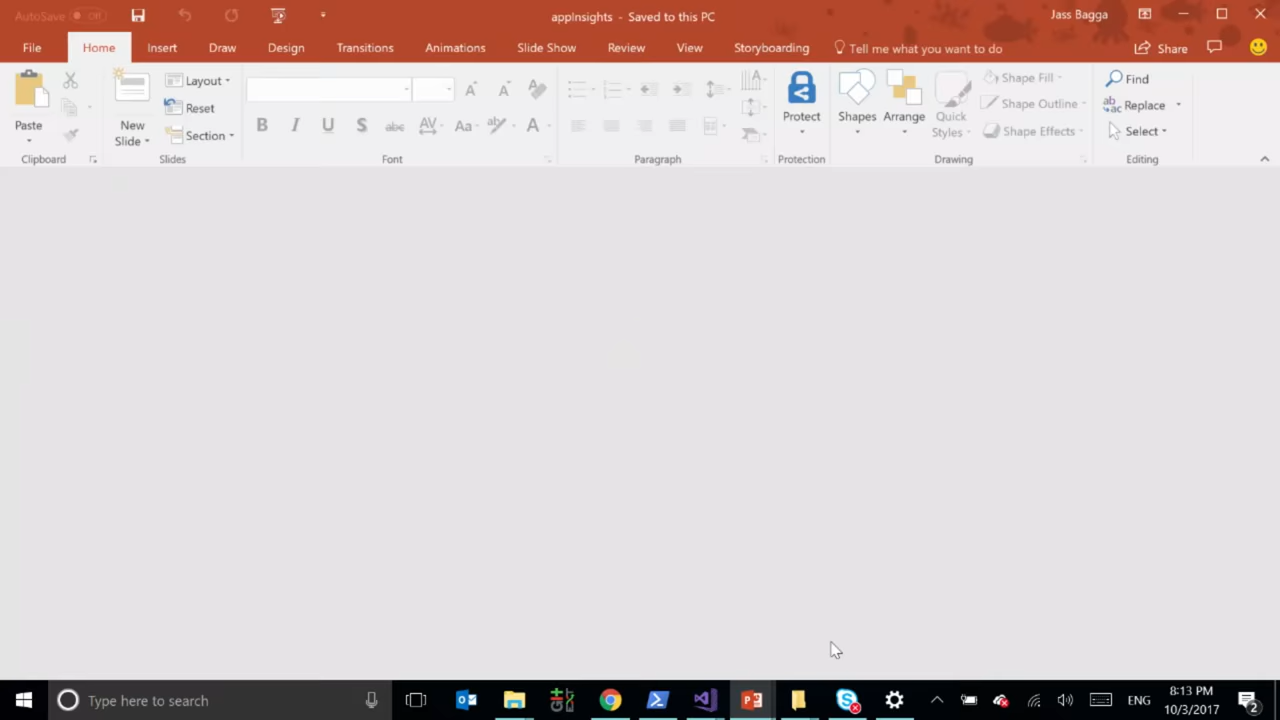 AutoSave Off
appInsights - Saved to this PC
Jass Bagga
File Home Insert Draw Design Transitions Animations Slide Show Review View Storyboarding Tell me what you want to do Share
Paste
New Slide
Layout
Reset
Section
B I U S abc AV Aa A
Protect
Shapes
Arrange
Quick Styles
Shape Fill
Shape Outline
Shape Effects
Find
Replace
Select
Clipboard Slides Font Paragraph Protection Drawing Editing
Type here to search
ENG
8:13 PM
10/3/2017
2